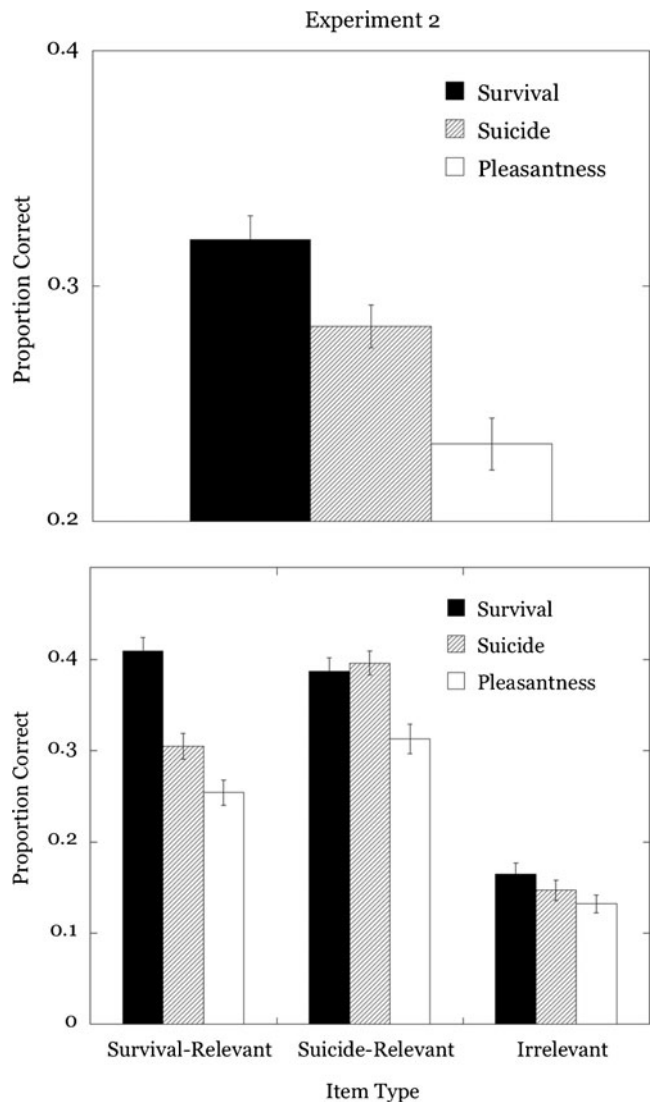 Experiment 2
0.4
Survival
Suicide
Pleasantness
Proportion Correct
0.3
0.2
Survival
Suicide
Pleasantness
0.4
0.3
Proportion Correct
0.2
0.1
0
Survival-Relevant Suicide-Relevant Irrelevant
Item Type